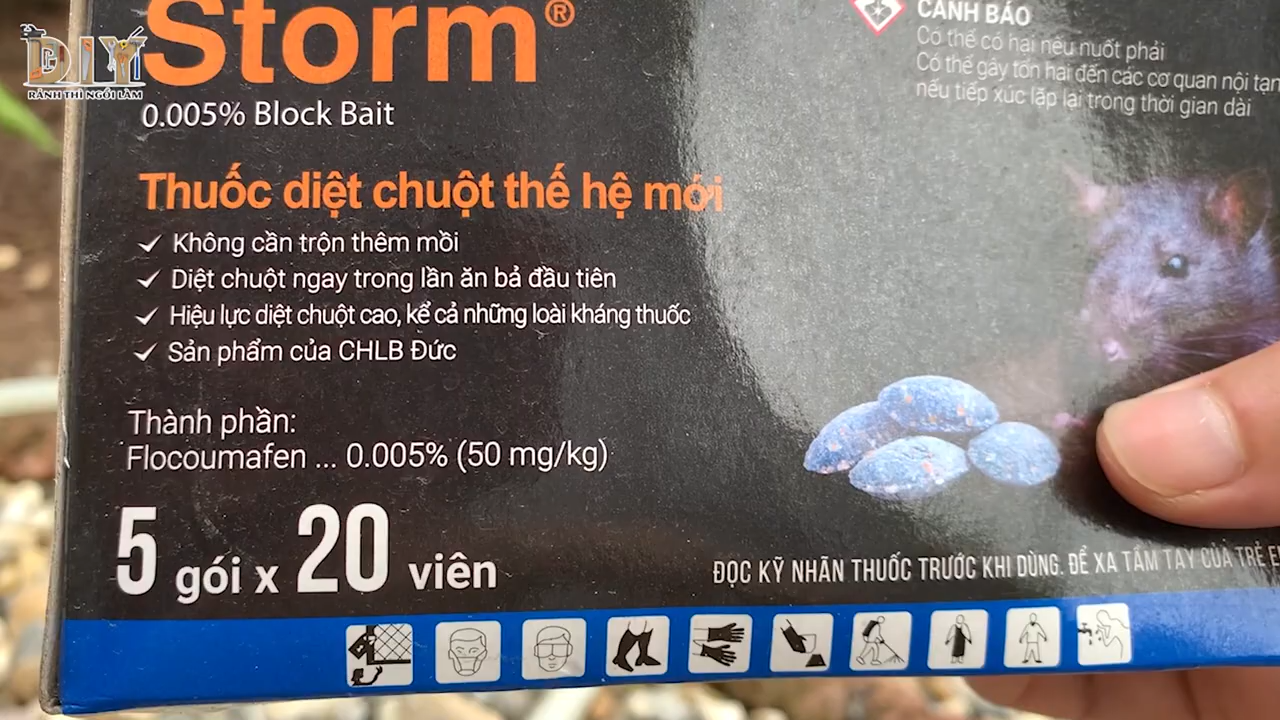 DIY
RẢNH THÌ NGỒI LÀM
Storm®
0.005% Block Bait
CẢNH BÁO
Có thể có hại nếu nuốt phải
Có thể gây tổn hại đến các cơ quan nội tạn
nếu tiếp xúc lặp lại trong thời gian dài
Thuốc diệt chuột thế hệ mới
Không cần trộn thêm mồi
Diệt chuột ngay trong lần ăn bả đầu tiên
Hiệu lực diệt chuột cao, kể cả những loài kháng thuốc
Sản phẩm của CHLB Đức
Thành phần:
Flocoumafen ... 0.005% (50 mg/kg)
5 gói x 20 viên
ĐỌC KỸ NHÃN THUỐC TRƯỚC KHI DÙNG. ĐỂ XA TẦM TAY CỦA TRẺ